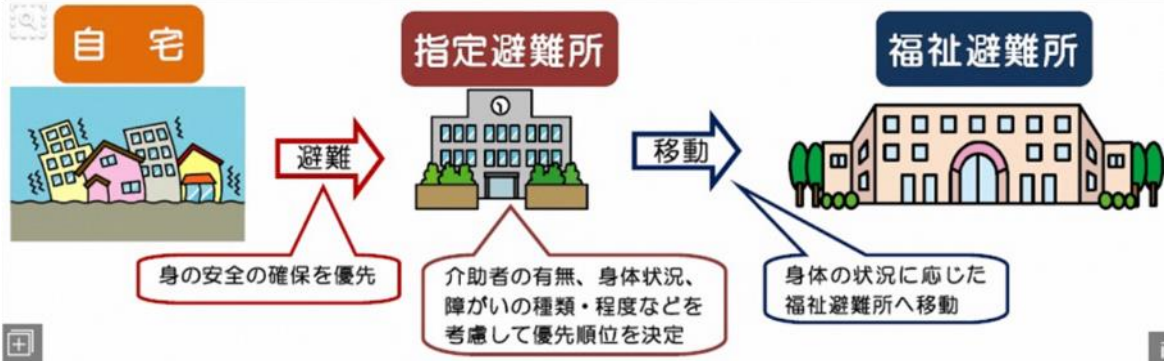 自 宅
指定避難所
福祉避難所
避難
移動
身の安全の確保を優先
介助者の有無、身体状況、
障がいの種類・程度などを
考慮して優先順位を決定
身体の状況に応じた
福祉避難所へ移動